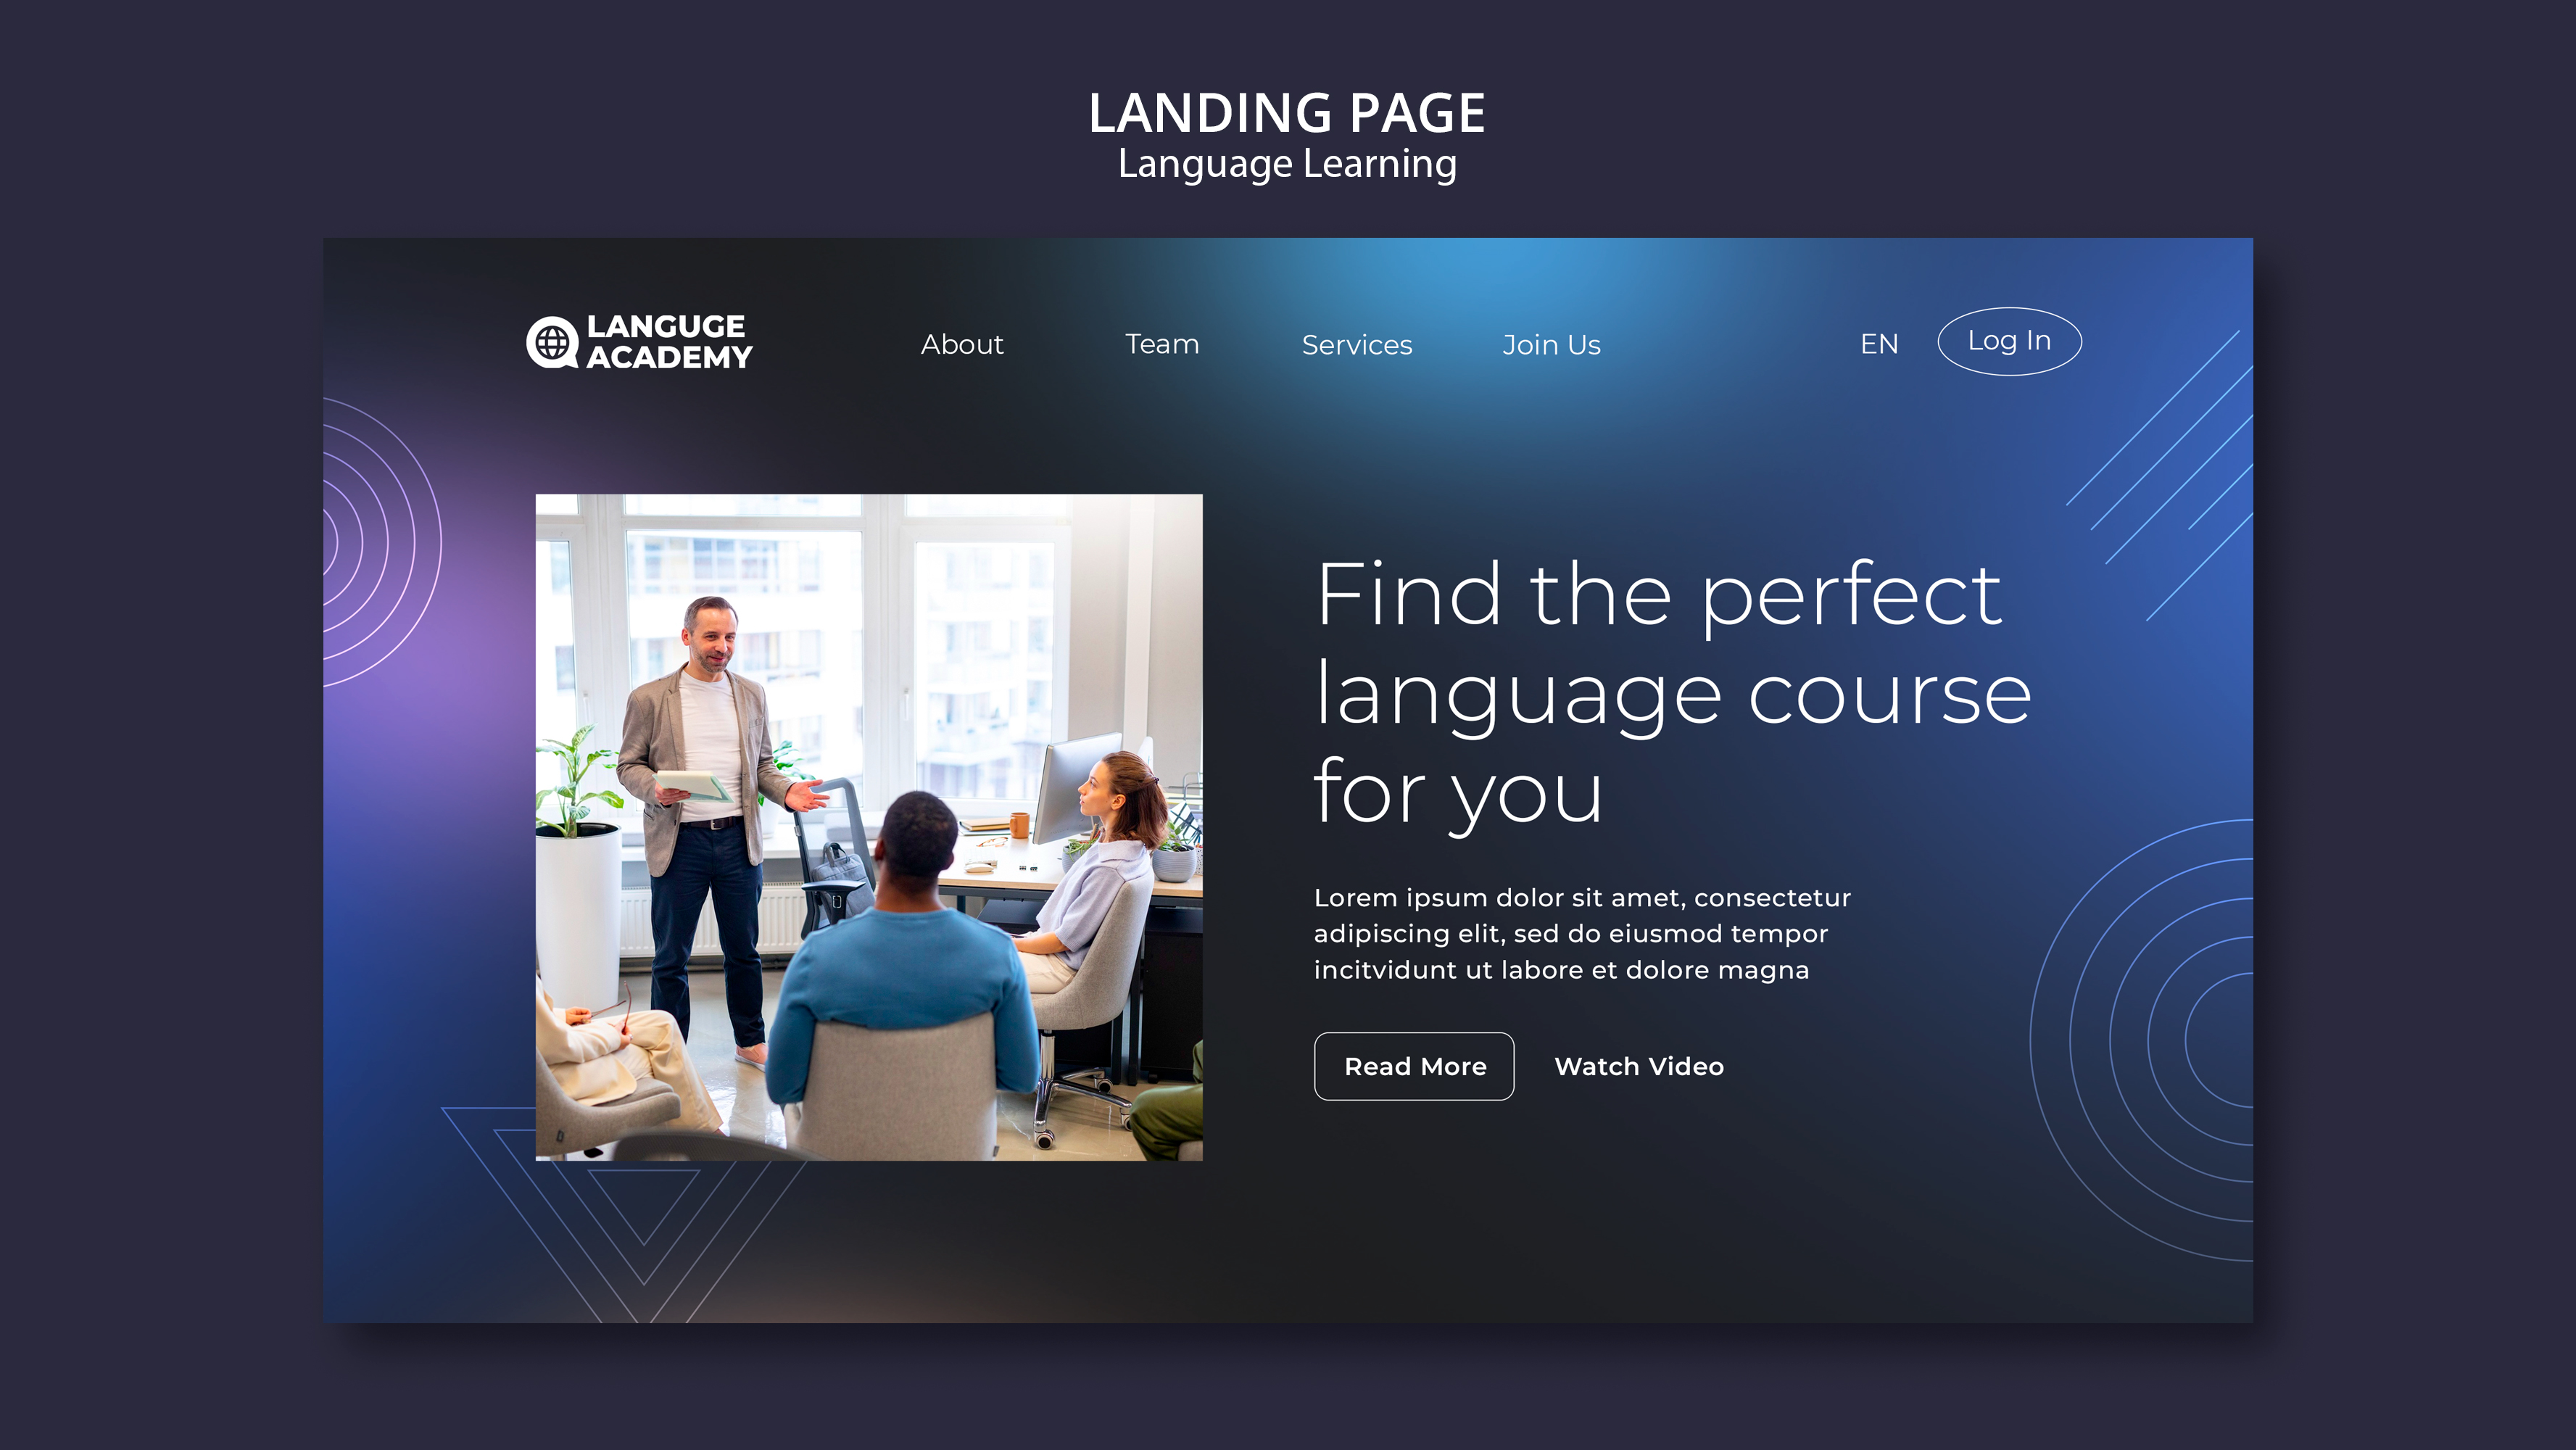 LANDING PAGE
Language Learning
LANGUGE
ACADEMY
About
Team
Services
Join Us
EN
Log In
Find the perfect
language course
for you
Lorem ipsum dolor sit amet, consectetur
adipiscing elit, sed do eiusmod tempor
incitvidunt ut labore et dolore magna
Read More
Watch Video